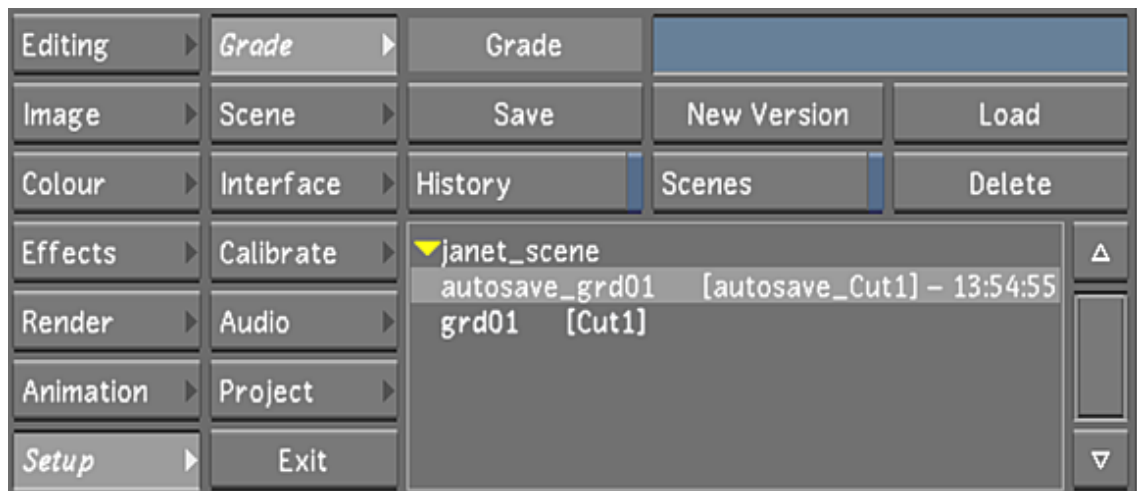 Editing Grade Grade
Image Scene Save New Version Load
Colour Interface History Scenes Delete
Effects Calibrate janet_scene
autosave_grd01 [autosave_Cut1] – 13:54:55
Render Audio grd01 [Cut1]
Animation Project
Setup Exit